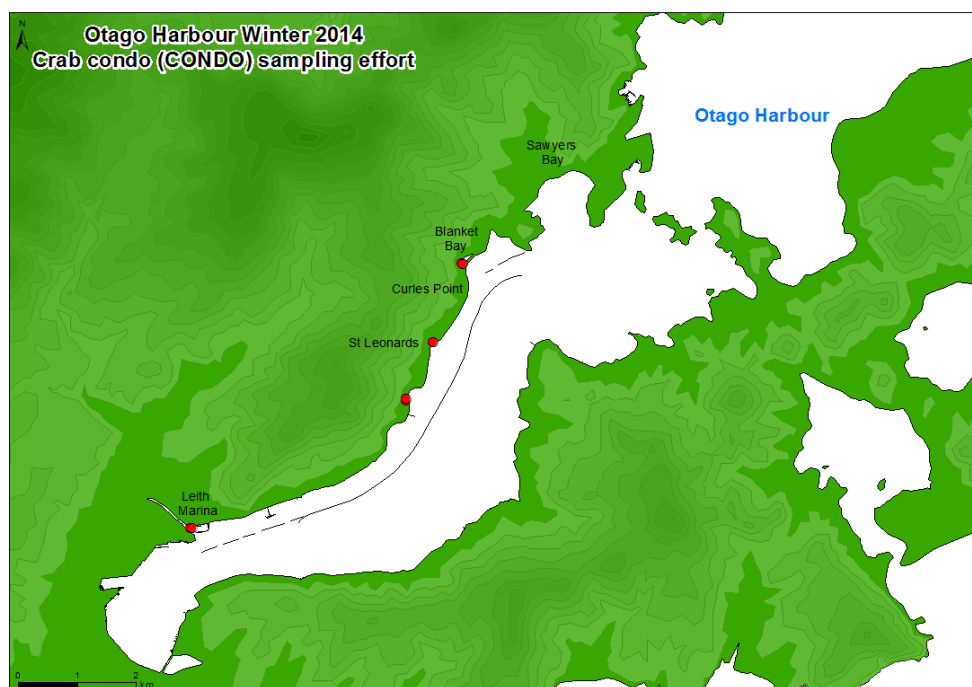 N
Otago Harbour Winter 2014
Crab condo (CONDO) sampling effort
Otago Harbour
Sawyers
Bay
Blanket
Bay
Curles Point
St Leonards
Leith
Marina
0 1 2
km